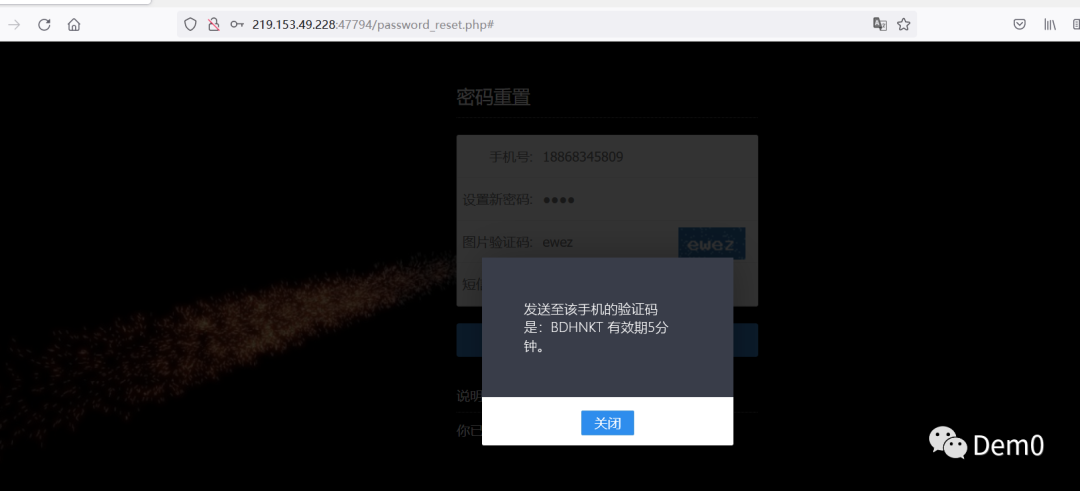 219.153.49.228:47794/password_reset.php#
密码重置
手机号: 18868345809
设置新密码: ●●●●
图片验证码: ewez
ewez
短信
发送至该手机的验证码
是：BDHNKT 有效期5分
钟。
关闭
说明
你已
Dem0